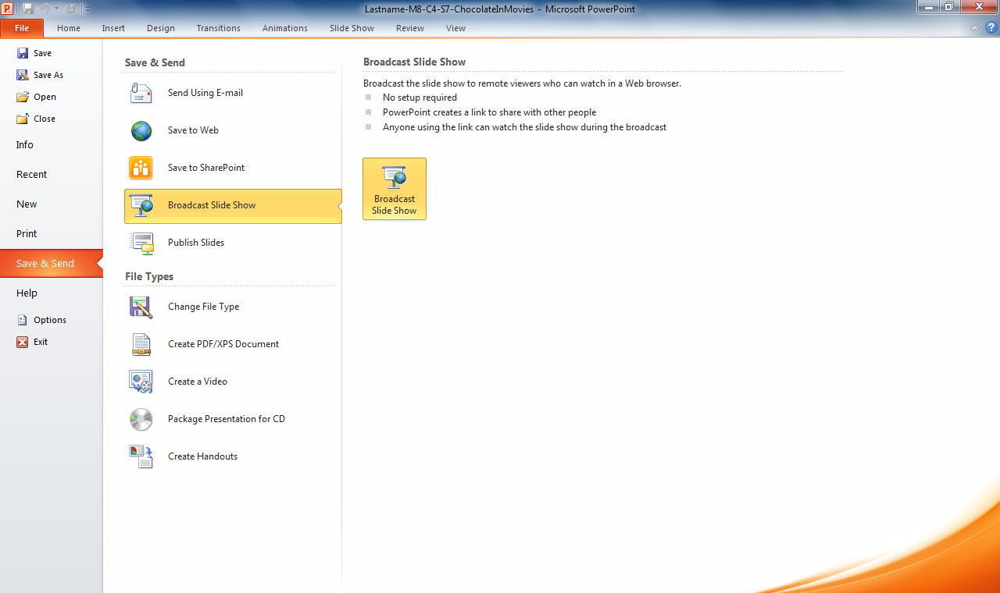 Lastname-M8-C4-S7-ChocolateInMovies - Microsoft PowerPoint
File Home Insert Design Transitions Animations Slide Show Review View
Save
Save As
Open
Close
Info
Recent
New
Print
Save & Send
Help
Options
Exit
Save & Send
Send Using E-mail
Save to Web
Save to SharePoint
Broadcast Slide Show
Publish Slides
File Types
Change File Type
Create PDF/XPS Document
Create a Video
Package Presentation for CD
Create Handouts
Broadcast Slide Show
Broadcast the slide show to remote viewers who can watch in a Web browser.
No setup required
PowerPoint creates a link to share with other people
Anyone using the link can watch the slide show during the broadcast
Broadcast
Slide Show